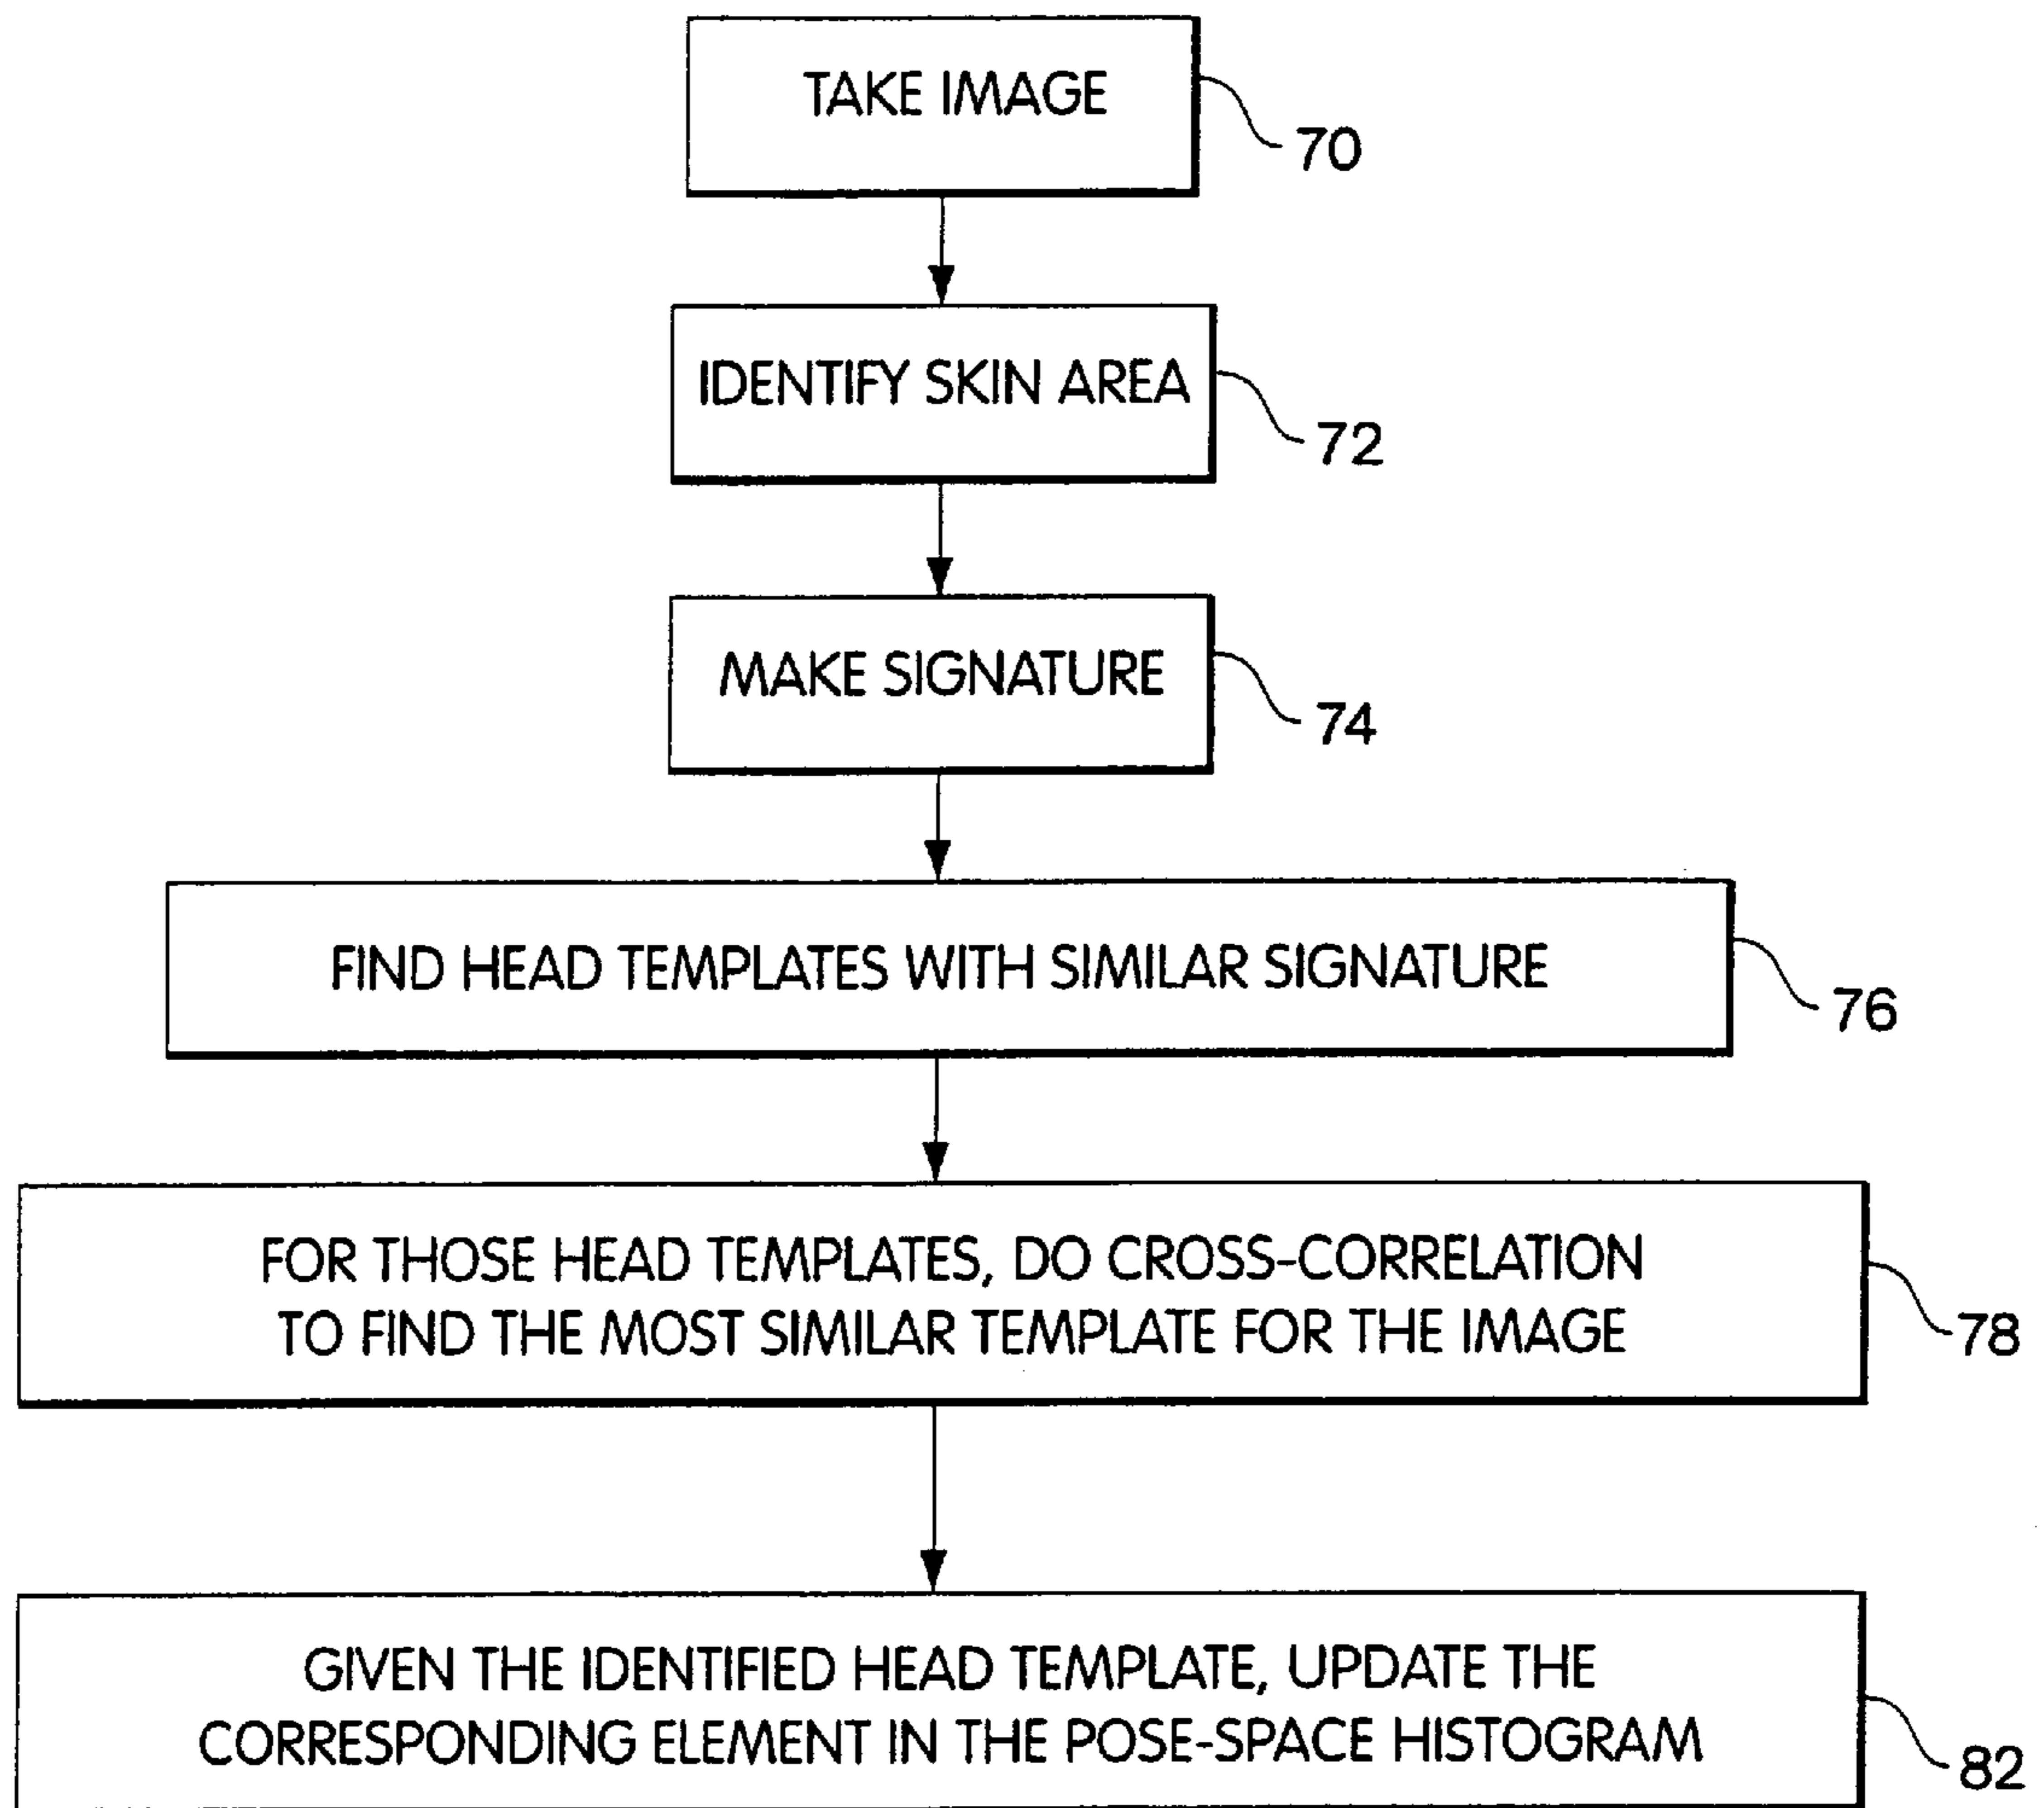 TAKE IMAGE
70
IDENTIFY SKIN AREA
72
MAKE SIGNATURE
74
FIND HEAD TEMPLATES WITH SIMILAR SIGNATURE
76
FOR THOSE HEAD TEMPLATES, DO CROSS-CORRELATION
TO FIND THE MOST SIMILAR TEMPLATE FOR THE IMAGE
78
GIVEN THE IDENTIFIED HEAD TEMPLATE, UPDATE THE
CORRESPONDING ELEMENT IN THE POSE-SPACE HISTOGRAM
82